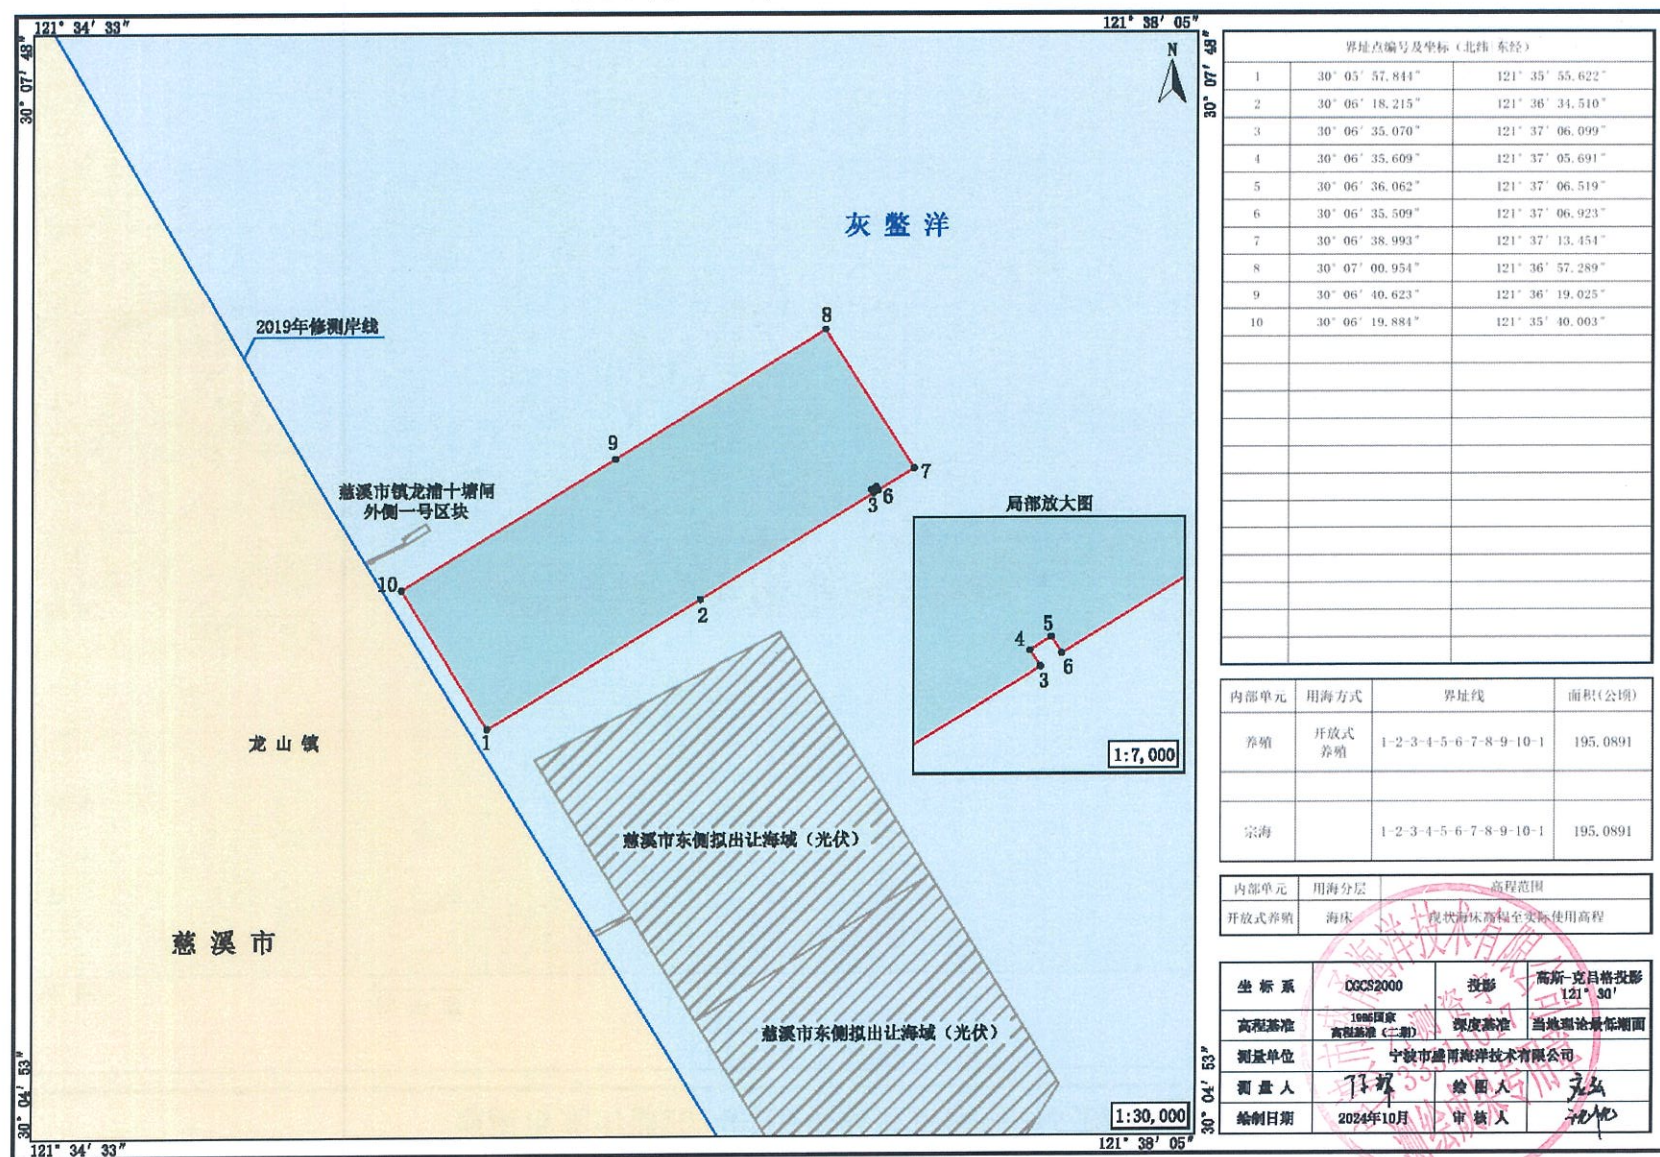 121° 34′ 33″
121° 38′ 05″
30° 07′ 48″
30° 07′ 48″
N
灰鳖洋
2019年修测岸线
8
9
7
慈溪市镇龙浦十塘闸
外侧一号区块
3
6
局部放大图
10
2
5
4
6
3
1
龙山镇
1:7,000
慈溪市东侧拟出让海域（光伏）
慈溪市
慈溪市东侧拟出让海域（光伏）
30° 04′ 53″
30° 04′ 53″
1:30,000
121° 34′ 33″
121° 38′ 05″
界址点编号及坐标（北纬|东经）
1 30° 05′ 57.844″ 121° 35′ 55.622″
2 30° 06′ 18.215″ 121° 36′ 34.510″
3 30° 06′ 35.070″ 121° 37′ 06.099″
4 30° 06′ 35.609″ 121° 37′ 05.691″
5 30° 06′ 36.062″ 121° 37′ 06.519″
6 30° 06′ 35.509″ 121° 37′ 06.923″
7 30° 06′ 38.993″ 121° 37′ 13.454″
8 30° 07′ 00.954″ 121° 36′ 57.289″
9 30° 06′ 40.623″ 121° 36′ 19.025″
10 30° 06′ 19.884″ 121° 35′ 40.003″
内部单元 用海方式 界址线 面积(公顷)
养殖 开放式
养殖 1-2-3-4-5-6-7-8-9-10-1 195.0891
宗海 1-2-3-4-5-6-7-8-9-10-1 195.0891
内部单元 用海分层 高程范围
开放式养殖 海床 现状海床高程至实际使用高程
坐标系 CGCS2000 投影 高斯-克吕格投影
121° 30′
高程基准 1985国家
高程基准（二期） 深度基准 当地理论最低潮面
测量单位 宁波市盛甬海洋技术有限公司
测量人 绘图人
绘制日期 2024年10月 审核人